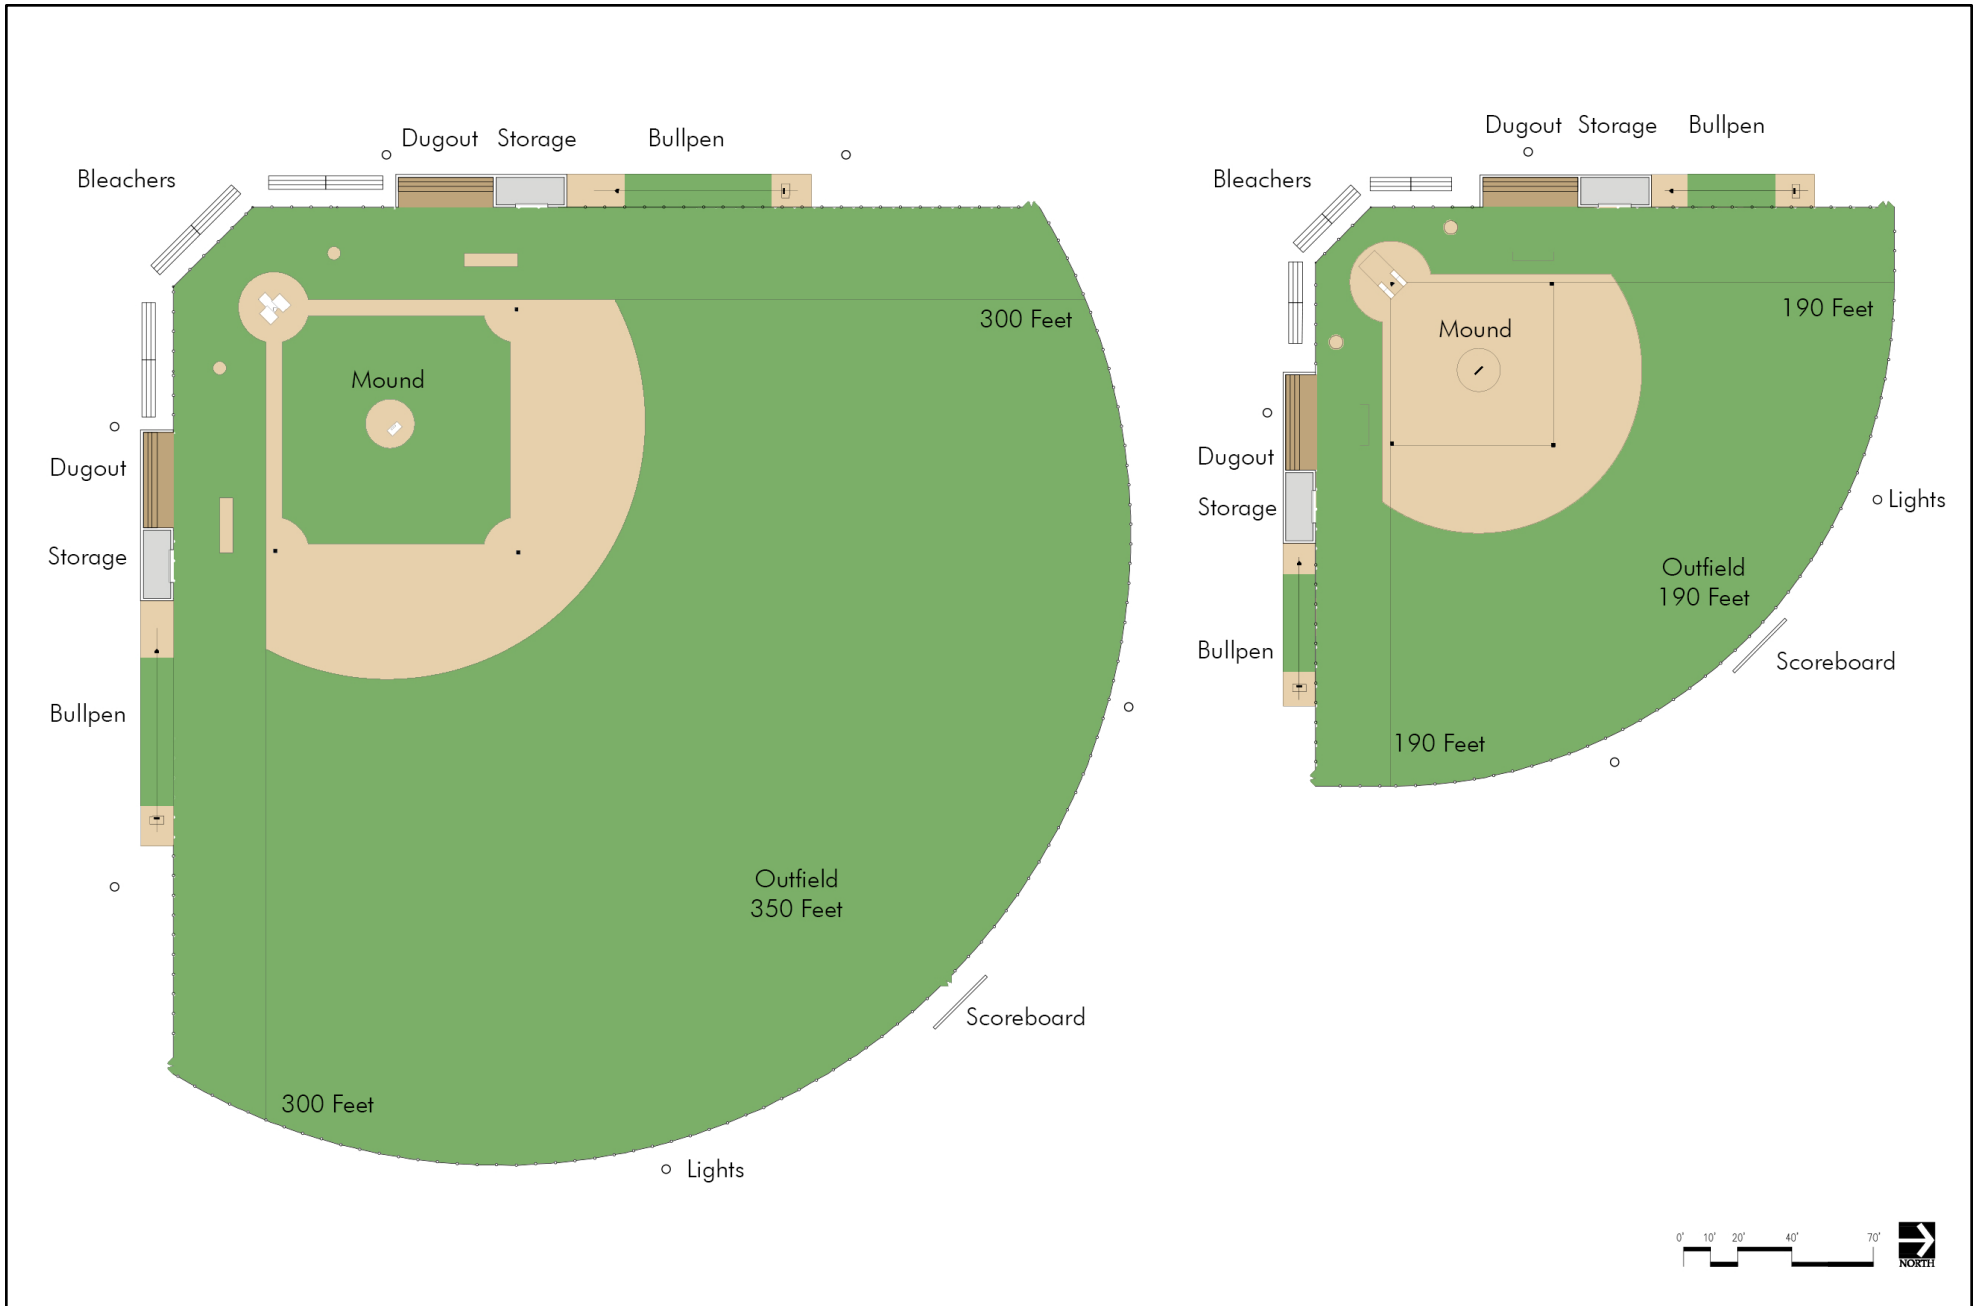 Dugout Storage Bullpen
Bleachers
300 Feet
Mound
Dugout
Storage
Bullpen
Outfield
350 Feet
Scoreboard
300 Feet
Lights
Dugout Storage Bullpen
Bleachers
190 Feet
Mound
Dugout
Storage
Lights
Outfield
190 Feet
Bullpen
Scoreboard
190 Feet
0' 10' 20' 40' 70'
NORTH